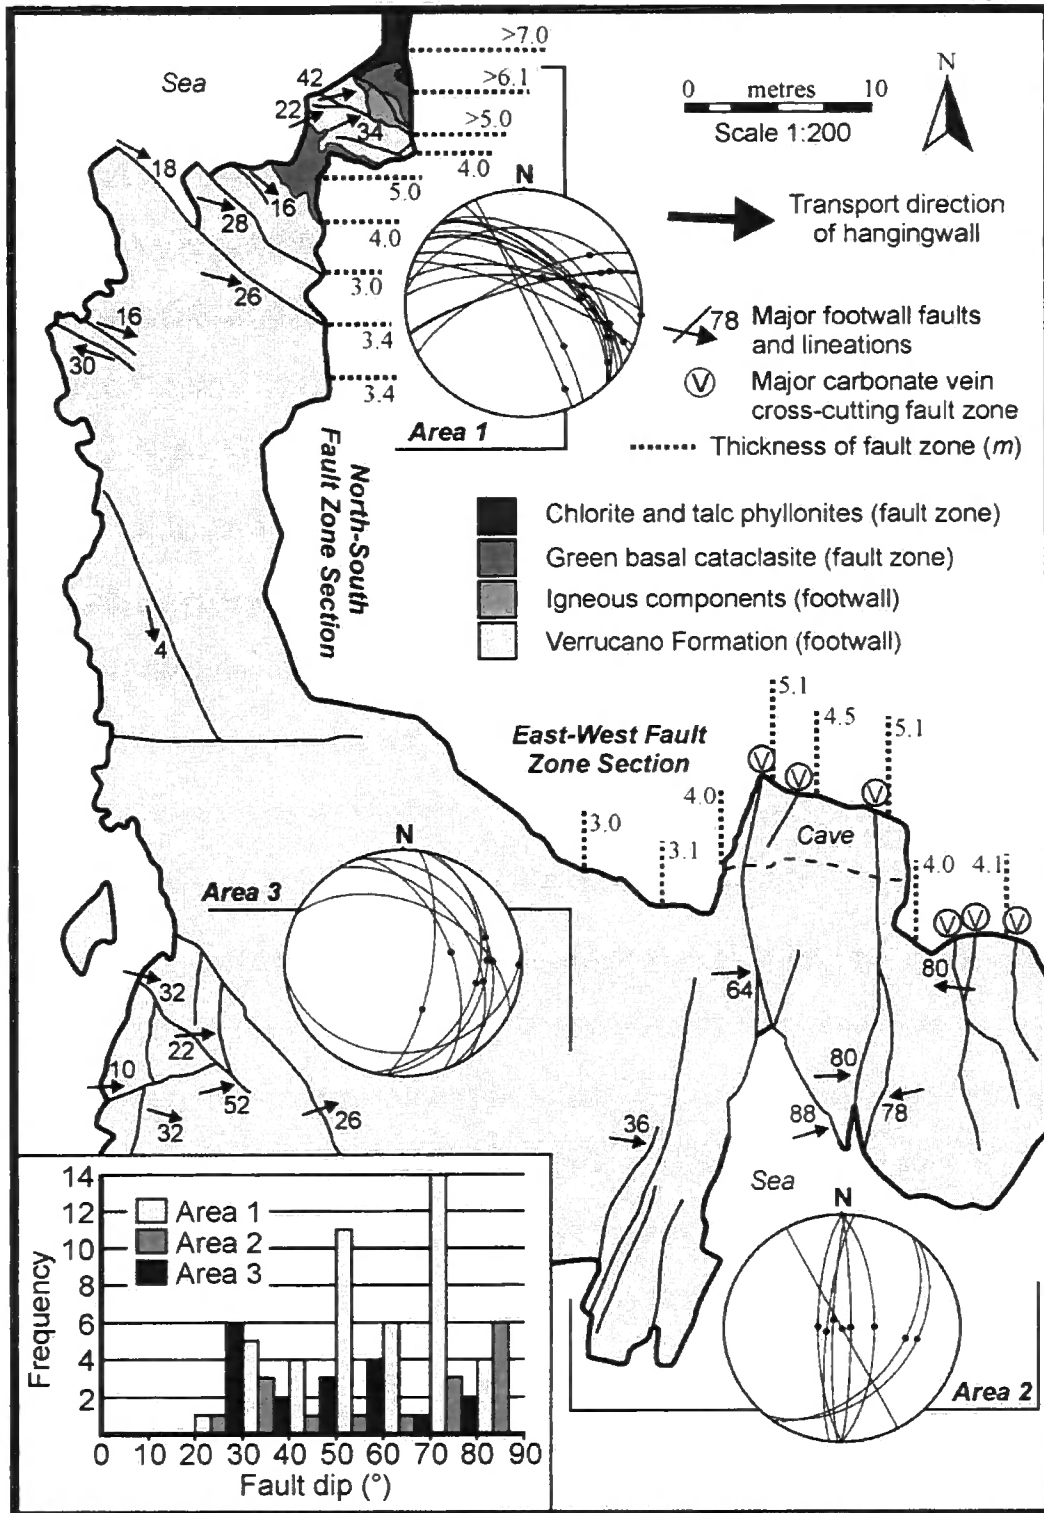 Sea
>7.0
42
>6.1
22
34
>5.0
18
4.0
16
5.0
28
4.0
26
3.0
16
3.4
30
3.4
N
Area 1
North-South
Fault Zone Section
4
N
0 metres 10
Scale 1:200
Transport direction
of hangingwall
78 Major footwall faults
and lineations
V Major carbonate vein
cross-cutting fault zone
Thickness of fault zone (m)
Chlorite and talc phyllonites (fault zone)
Green basal cataclasite (fault zone)
Igneous components (footwall)
Verrucano Formation (footwall)
East-West Fault
Zone Section
5.1
4.5
5.1
4.0
3.0
3.1
V
V
V
Cave
4.0
4.1
V
V
V
N
Area 3
32
22
10
52
32
26
64
80
80
78
88
36
Sea
N
Area 2
14
12
10
8
6
4
2
Frequency
Area 1
Area 2
Area 3
0 10 20 30 40 50 60 70 80 90
Fault dip (°)